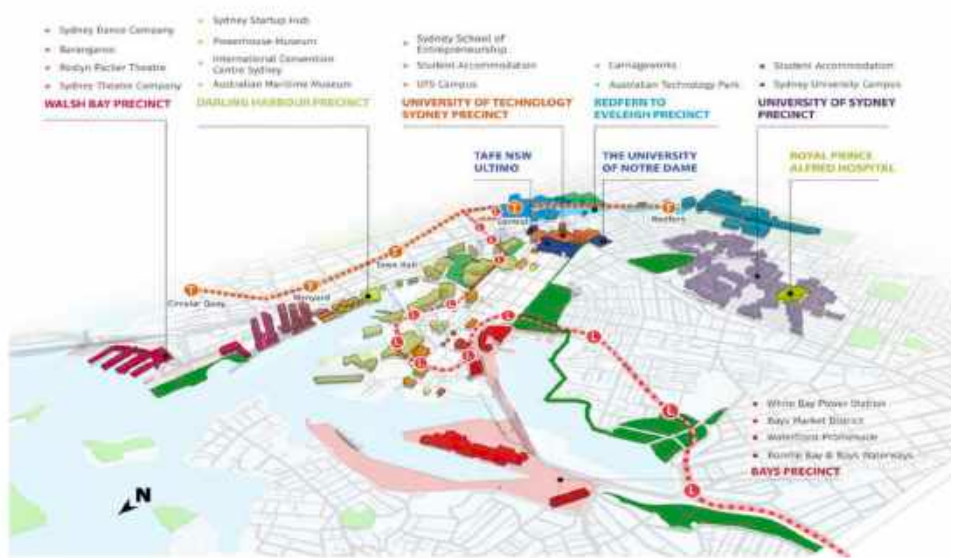 Sydney Dance Company
Barangaroo
Roslyn Packer Theatre
Sydney Theatre Company
WALSH BAY PRECINCT
Sydney Startup Hub
Powerhouse Museum
International Convention
Centre Sydney
Australian Maritime Museum
DARLING HARBOUR PRECINCT
Sydney School of
Entrepreneurship
Student Accommodation
UTS Campus
UNIVERSITY OF TECHNOLOGY
SYDNEY PRECINCT
Carriageworks
Australian Technology Park
REDFERN TO
EVELEIGH PRECINCT
Student Accommodation
Sydney University Campus
UNIVERSITY OF SYDNEY
PRECINCT
TAFE NSW
ULTIMO
THE UNIVERSITY
OF NOTRE DAME
ROYAL PRINCE
ALFRED HOSPITAL
L
T
Central
T
Redfern
L
L
T
Town Hall
L
T
Circular Quay
T
Wynyard
L
L
L
L
L
L
L
L
White Bay Power Station
Bays Market District
Waterfront Promenade
Rozelle Bay & Bays Waterways
BAYS PRECINCT
L
N